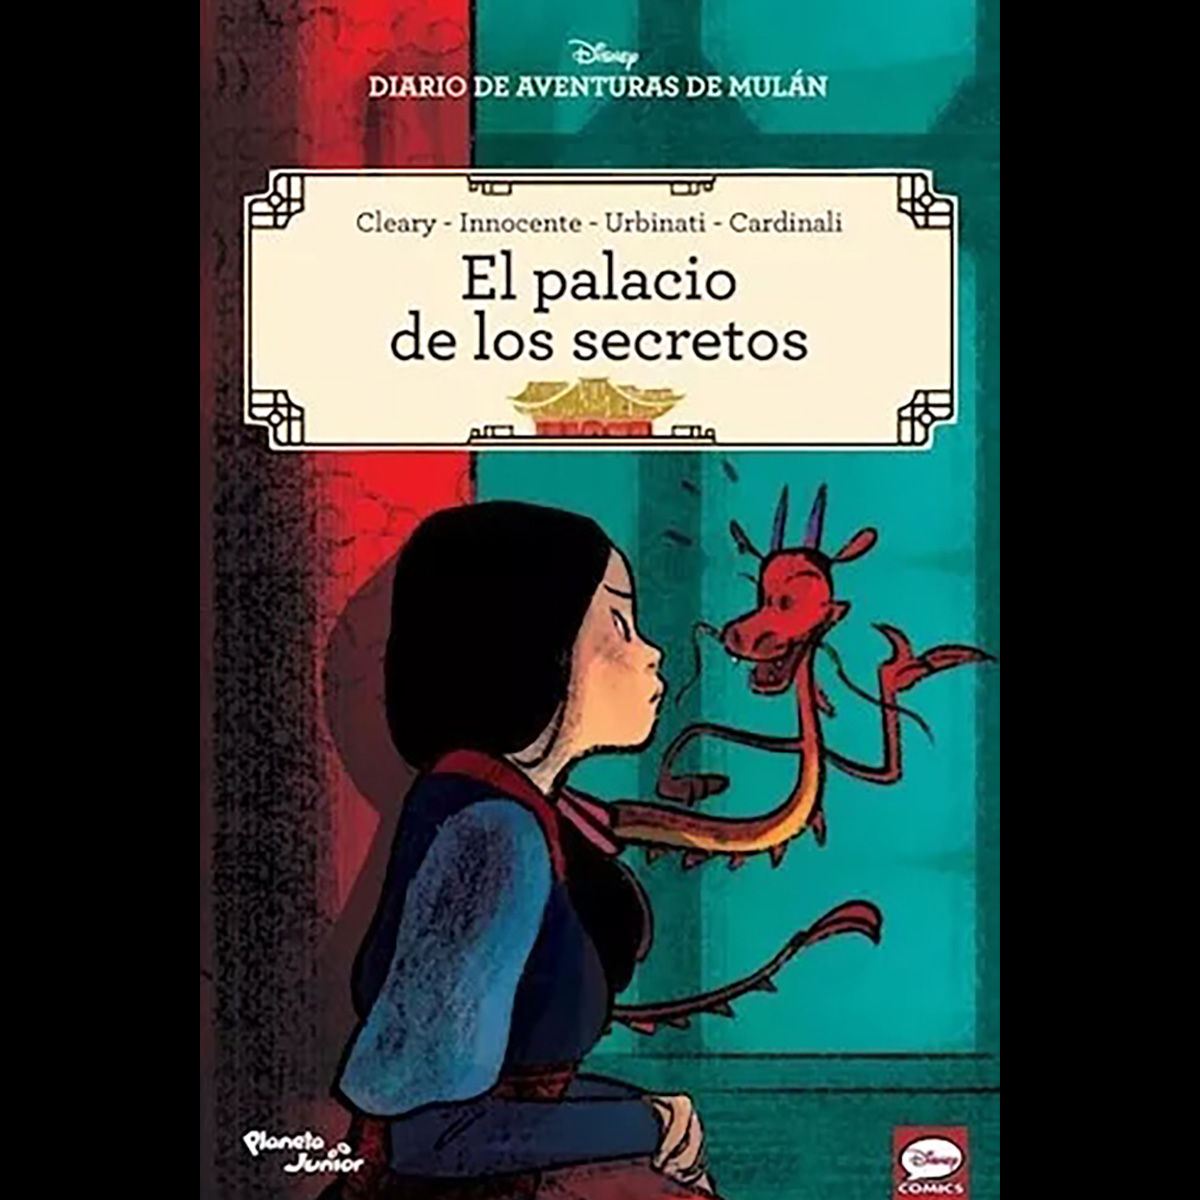 Disney
DIARIO DE AVENTURAS DE MULÁN
Cleary - Innocente - Urbinati - Cardinali
El palacio
de los secretos
Planeta
Junior
Disney
COMICS